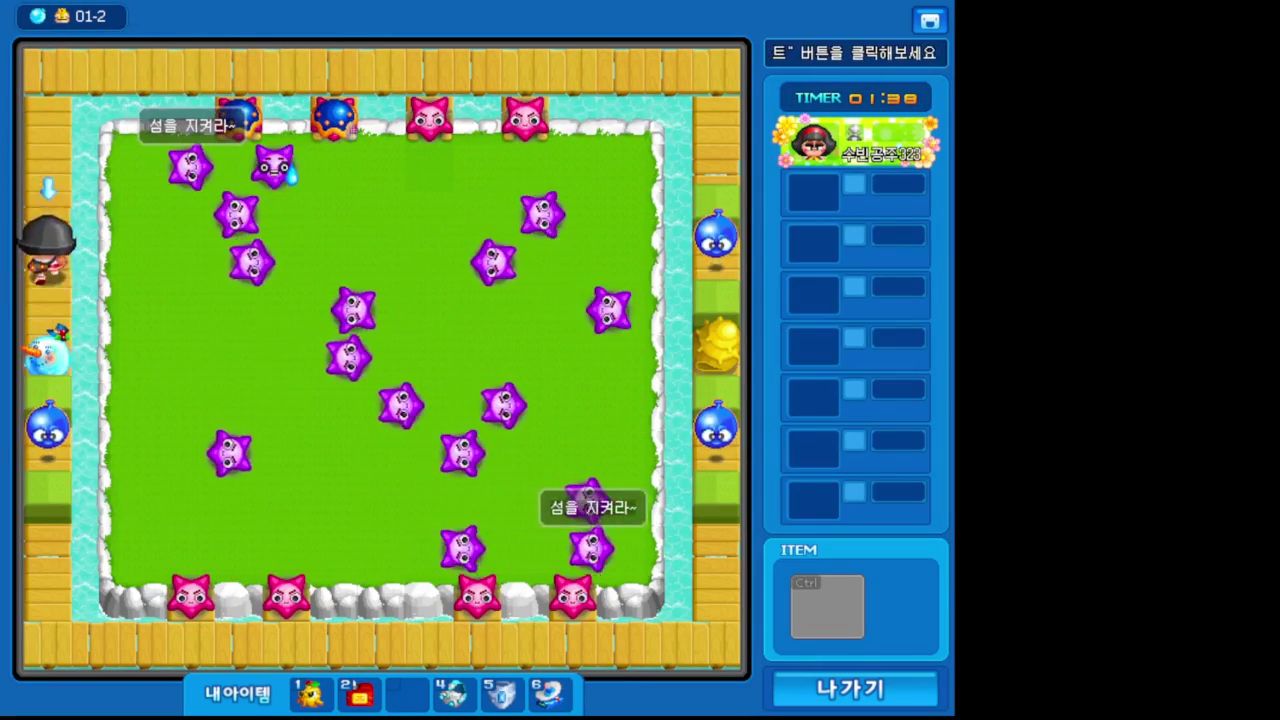 01-2
트" 버튼을 클릭해보세요
TIMER 01:38
수빈공주323
섬을 지켜라~
섬을 지켜라~
ITEM
Ctrl
내아이템
1
2
4
5
6
나가기